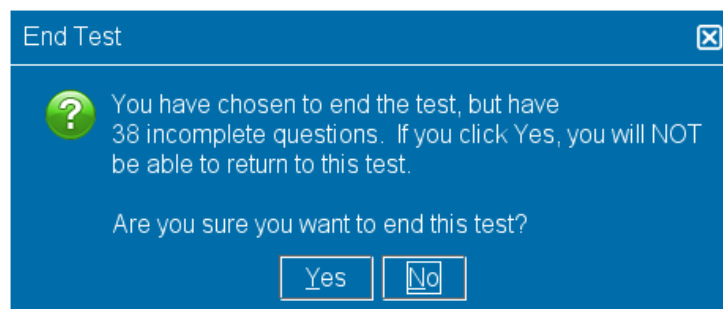 End Test
You have chosen to end the test, but have
38 incomplete questions. If you click Yes, you will NOT
be able to return to this test.
Are you sure you want to end this test?
Yes No